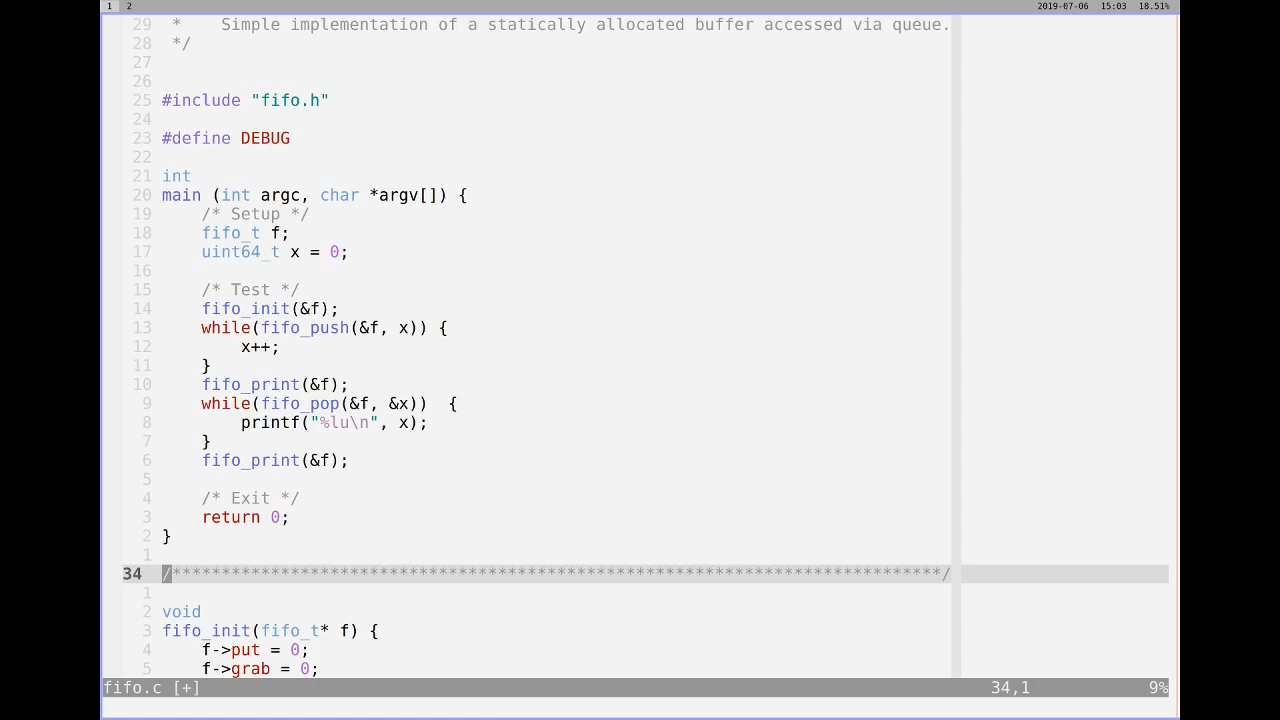 1 2 2019-07-06 15:03 18.51%
29 *    Simple implementation of a statically allocated buffer accessed via queue.
28 */
27
26
25 #include "fifo.h"
24
23 #define DEBUG
22
21 int
20 main (int argc, char *argv[]) {
19     /* Setup */
18     fifo_t f;
17     uint64_t x = 0;
16
15     /* Test */
14     fifo_init(&f);
13     while(fifo_push(&f, x)) {
12         x++;
11     }
10     fifo_print(&f);
9     while(fifo_pop(&f, &x))  {
8         printf("%lu\n", x);
7     }
6     fifo_print(&f);
5
4     /* Exit */
3     return 0;
2 }
1
34 /******************************************************************************/
1
2 void
3 fifo_init(fifo_t* f) {
4     f->put = 0;
5     f->grab = 0;
fifo.c [+] 34,1 9%